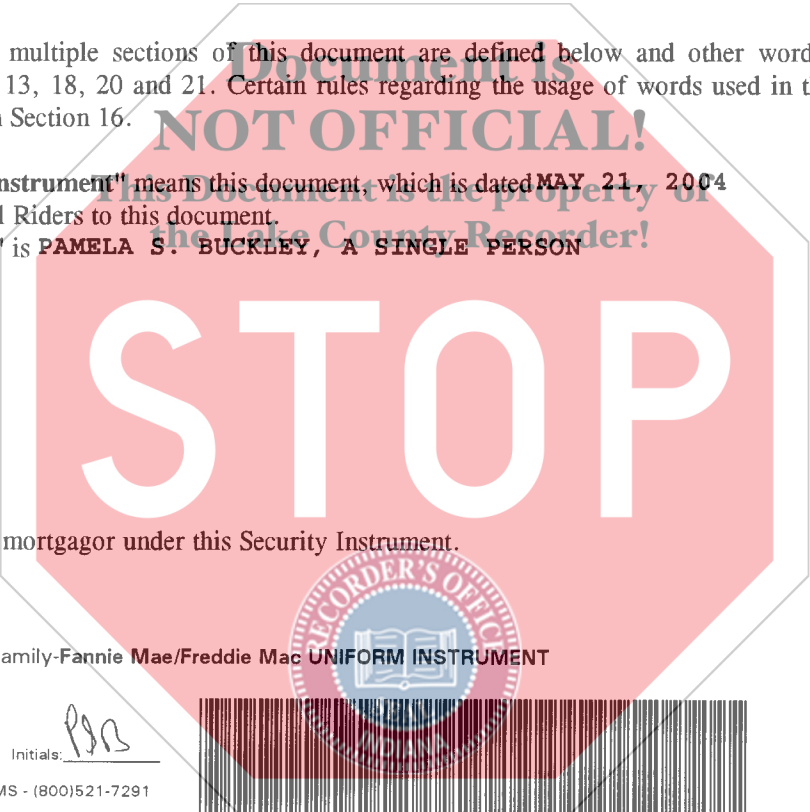 multiple sections of this document are defined below and other word
Document is
13, 18, 20 and 21. Certain rules regarding the usage of words used in t
Section 16.
NOT OFFICIAL!
nstrument" means this document, which is dated MAY 21, 2004
This Document is the property of
Riders to this document.
the Lake County Recorder!
" is PAMELA S. BUCKLEY, A SINGLE PERSON
STOP
mortgagor under this Security Instrument.
RECORDER'S OFFICE
amily-Fannie Mae/Freddie Mac UNIFORM INSTRUMENT
SEAL
INDIANA
Initials: PSB
MS - (800)521-7291